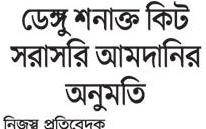 ডেঙ্গু শনাক্ত কিট
সরাসরি আমদানির
অনুমতি
নিজস্ব প্রতিবেদক